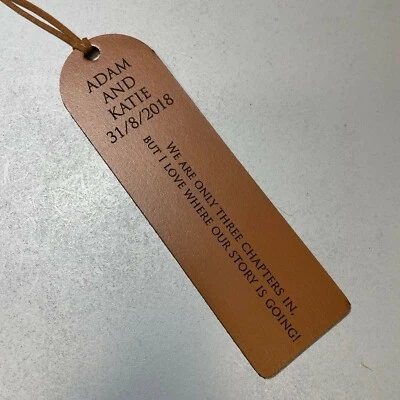 ADAM
AND
KATIE
31/8/2018
WE ARE ONLY THREE CHAPTERS IN,
BUT I LOVE WHERE OUR STORY IS GOING!